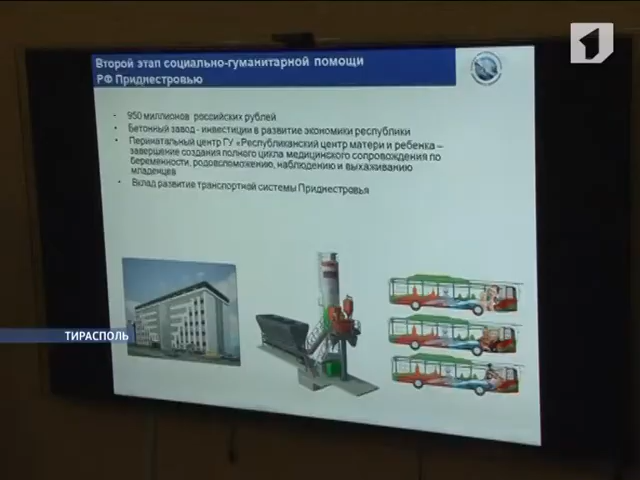 1
Второй этап социально-гуманитарной помощи
РФ Приднестровью
- 950 миллионов российских рублей
• Бетонный завод - инвестиции в развитие экономики республики
• Перинатальный центр ГУ «Республиканский центр матери и ребенка –
завершение создания полного цикла медицинского сопровождения по
беременности, родовспоможению, наблюдению и выхаживанию
младенцев
• Вклад развитие транспортной системы Приднестровья
ТИРАСПОЛЬ